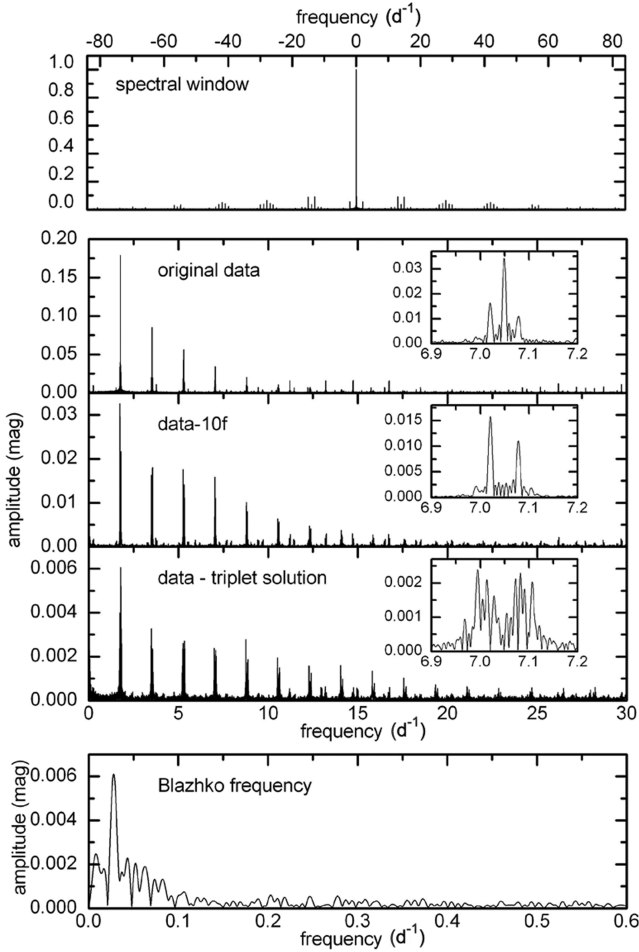 frequency (d⁻¹)
-80 -60 -40 -20 0 20 40 60 80
1.0
0.8
0.6
0.4
0.2
0.0
spectral window
0.20
0.15
0.10
0.05
0.00
original data
0.03
0.02
0.01
0.00
6.9 7.0 7.1 7.2
0.03
0.02
0.01
0.00
data-10f
0.015
0.010
0.005
0.000
6.9 7.0 7.1 7.2
amplitude (mag)
0.006
0.004
0.002
0.000
data - triplet solution
0.002
0.001
0.000
6.9 7.0 7.1 7.2
0 5 10 15 20 25 30
frequency (d⁻¹)
0.006
0.004
0.002
0.000
Blazhko frequency
amplitude (mag)
0.0 0.1 0.2 0.3 0.4 0.5 0.6
frequency (d⁻¹)